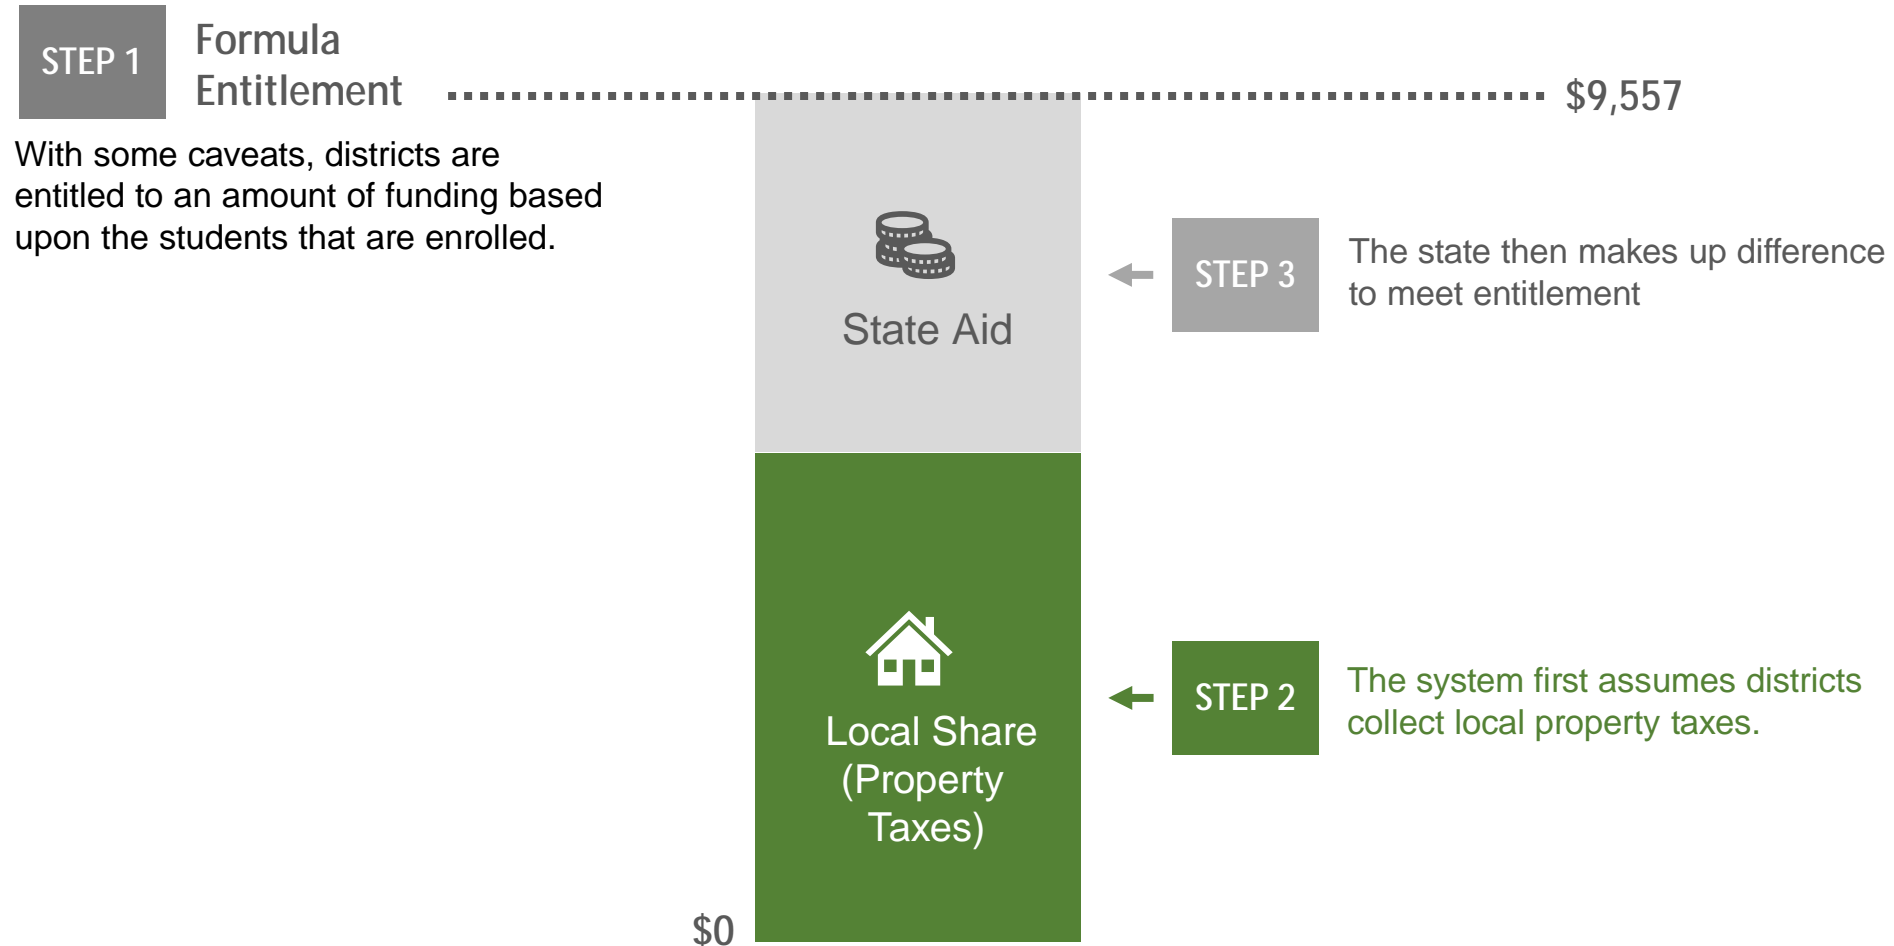 STEP 1
Formula
Entitlement
$9,557
With some caveats, districts are
entitled to an amount of funding based
upon the students that are enrolled.
State Aid
STEP 3
The state then makes up difference
to meet entitlement
Local Share
(Property
Taxes)
STEP 2
The system first assumes districts
collect local property taxes.
$0